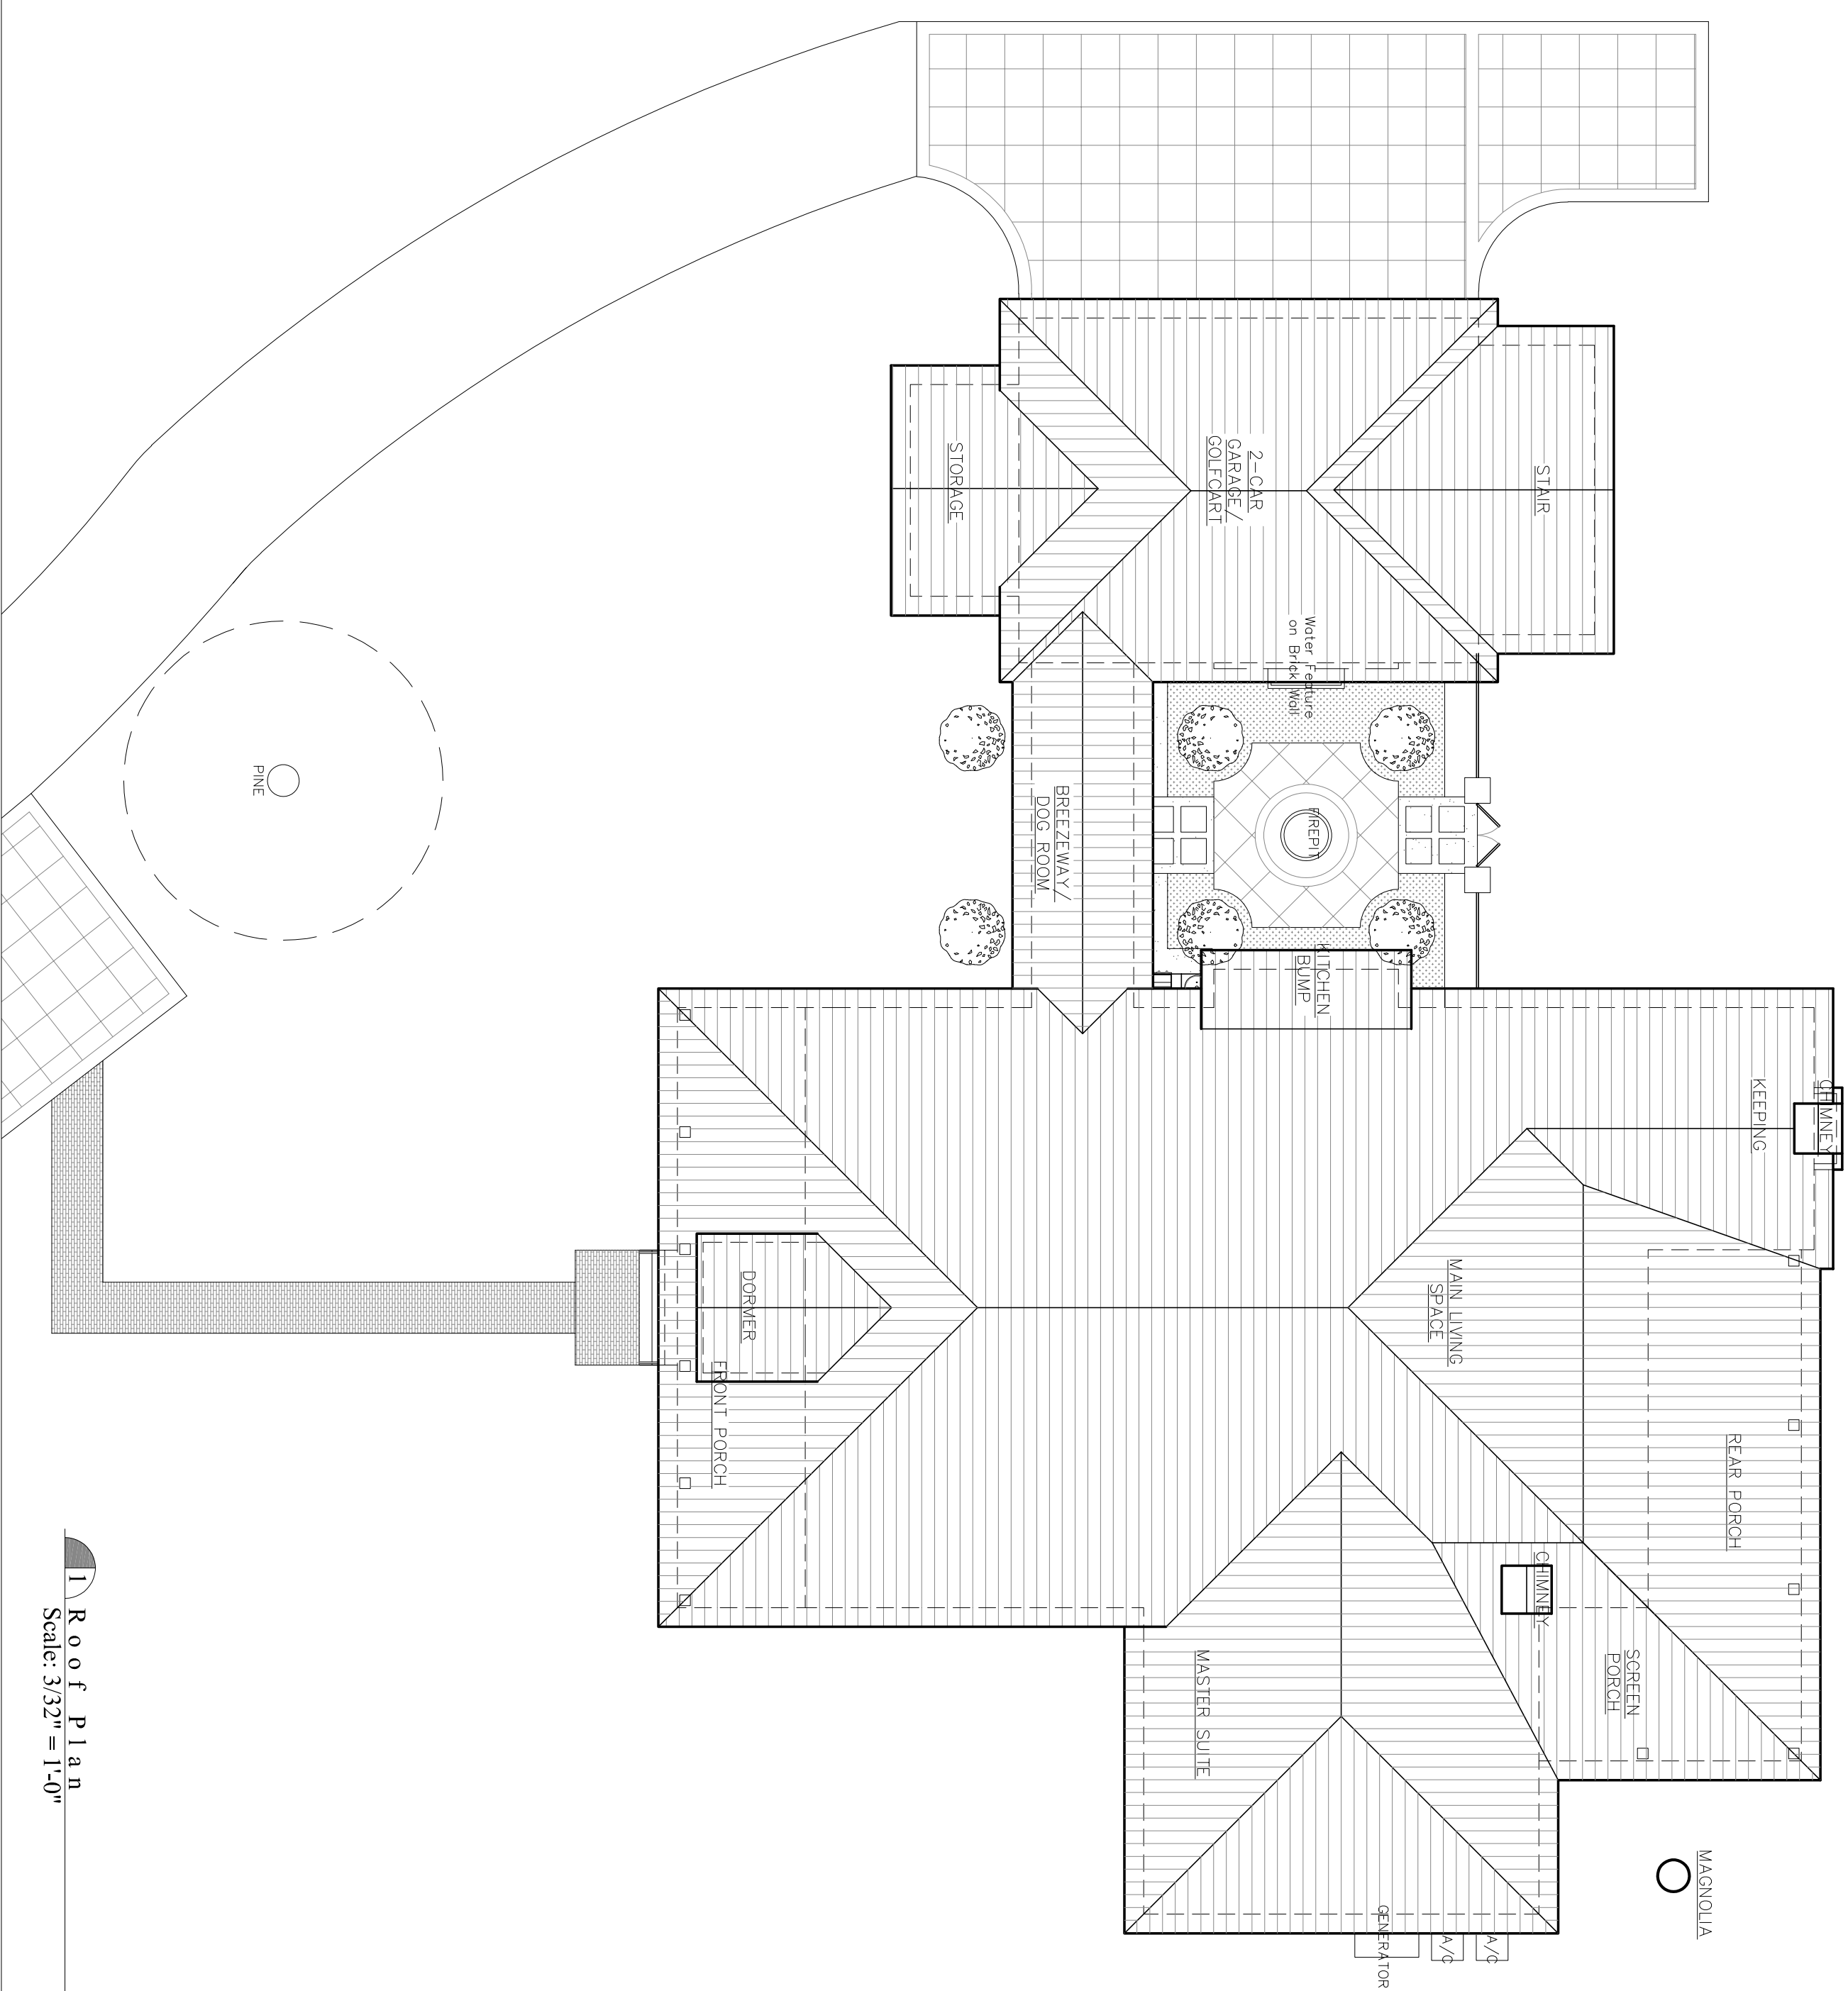 STORAGE
2-CAR
GARAGE/
GOLFCART
STAIR
Water Feature
on Brick Wall
PINE
BREEZEWAY/
DOG ROOM
FIREPIT
KITCHEN
BUMP
KEEPING
CHIMNEY
DORMER
MAIN LIVING
SPACE
FRONT PORCH
REAR PORCH
CHIMNEY
SCREEN
PORCH
MASTER SUITE
MAGNOLIA
GENERATOR
A/C
A/C
1
Roof Plan
Scale: 3/32" = 1'-0"